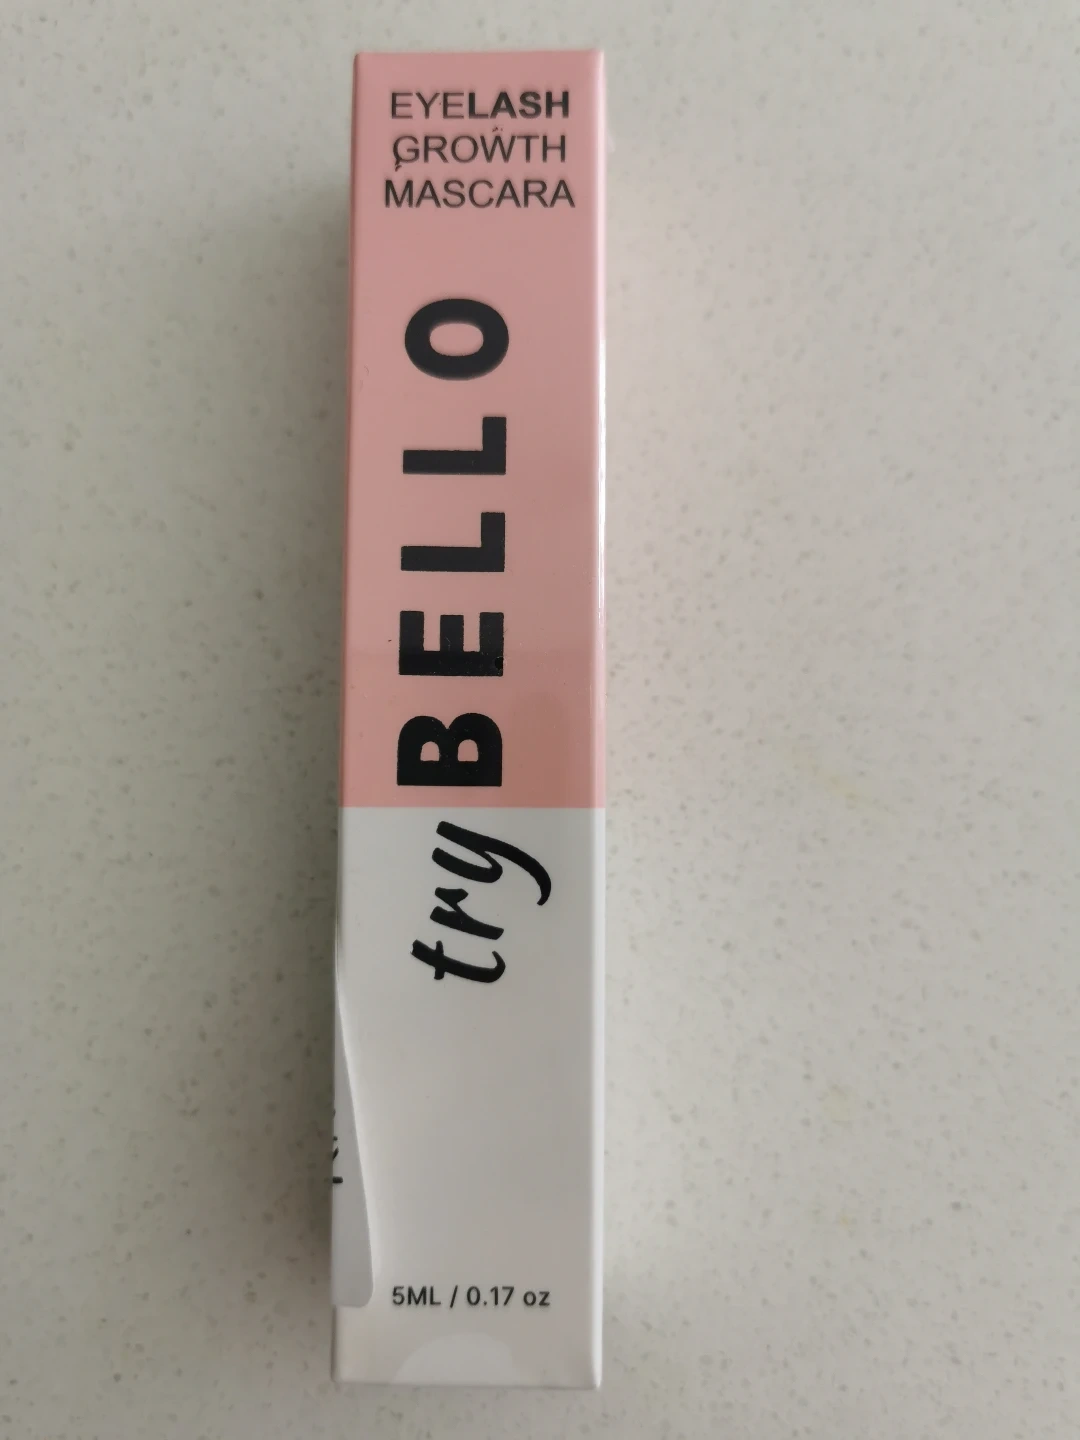 EYELASH
GROWTH
MASCARA
try BELLO
5ML / 0.17 oz